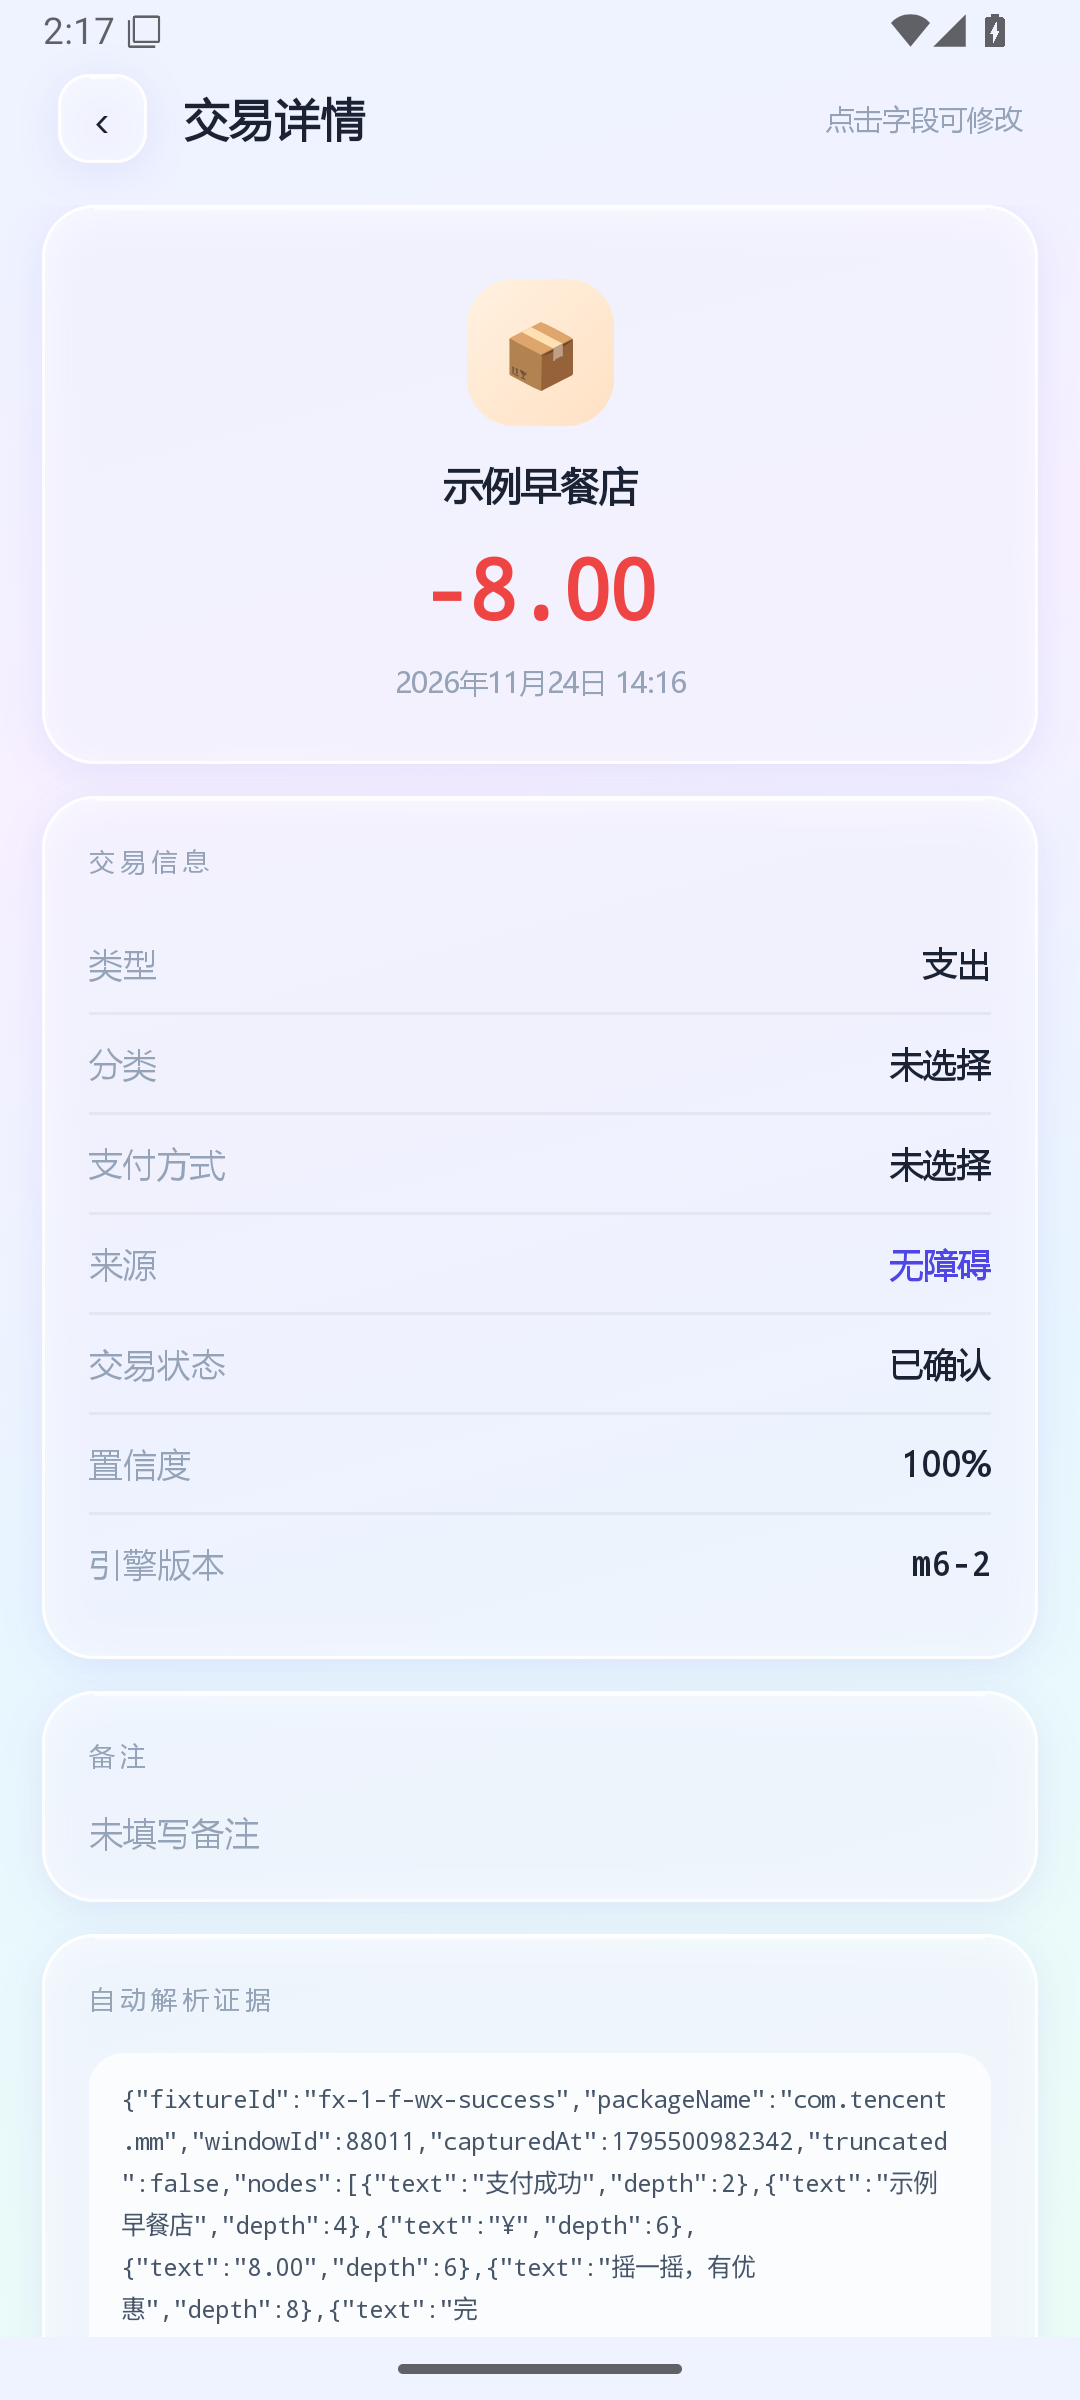 2:17
‹
交易详情
点击字段可修改
示例早餐店
-8.00
2026年11月24日 14:16
交易信息
类型 支出
分类 未选择
支付方式 未选择
来源 无障碍
交易状态 已确认
置信度 100%
引擎版本 m6-2
备注
未填写备注
自动解析证据
{"fixtureId":"fx-1-f-wx-success","packageName":"com.tencent
.mm","windowId":88011,"capturedAt":1795500982342,"truncated
":false,"nodes":[{"text":"支付成功","depth":2},{"text":"示例
早餐店","depth":4},{"text":"¥","depth":6},
{"text":"8.00","depth":6},{"text":"摇一摇，有优
惠","depth":8},{"text":"完